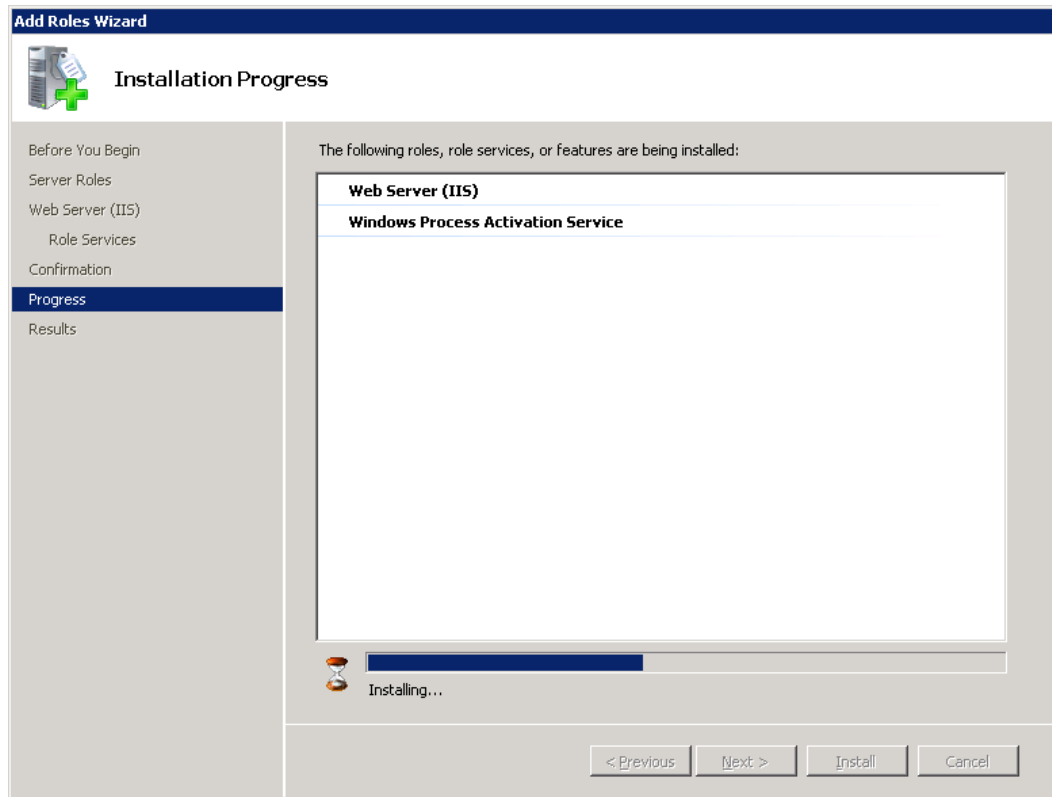 Add Roles Wizard
Installation Progress
Before You Begin
Server Roles
Web Server (IIS)
Role Services
Confirmation
Progress
Results
The following roles, role services, or features are being installed:
Web Server (IIS)
Windows Process Activation Service
Installing...
< Previous
Next >
Install
Cancel